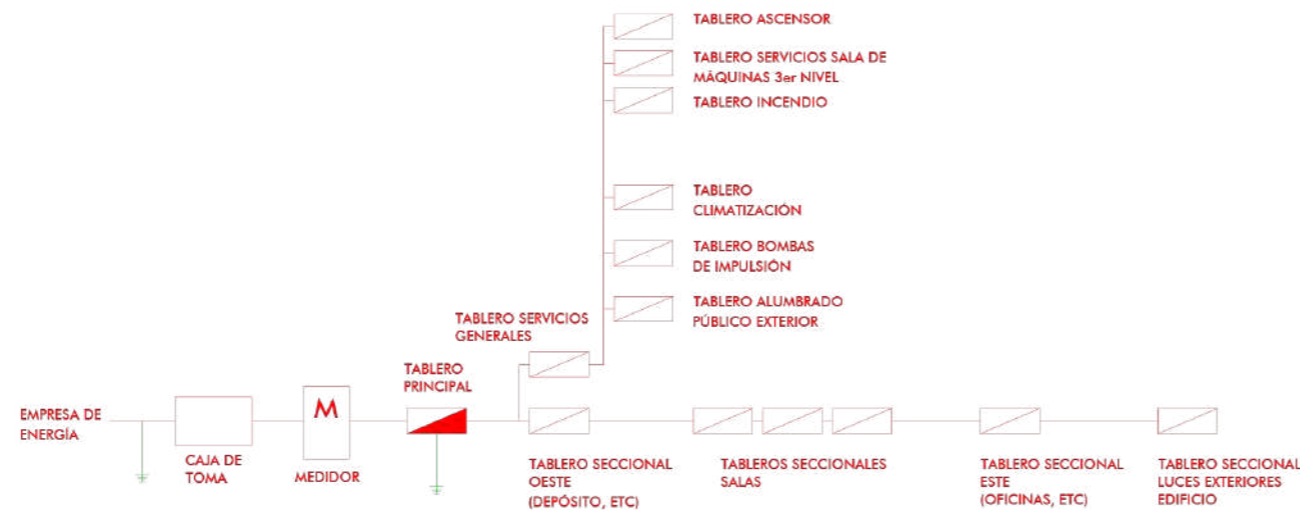 TABLERO ASCENSOR
TABLERO SERVICIOS SALA DE
MÁQUINAS 3er NIVEL
TABLERO INCENDIO
TABLERO
CLIMATIZACIÓN
TABLERO BOMBAS
DE IMPULSIÓN
TABLERO ALUMBRADO
PÚBLICO EXTERIOR
TABLERO SERVICIOS
GENERALES
TABLERO
PRINCIPAL
EMPRESA DE
ENERGÍA
CAJA DE
TOMA
M
MEDIDOR
TABLERO SECCIONAL
OESTE
(DEPÓSITO, ETC)
TABLEROS SECCIONALES
SALAS
TABLERO SECCIONAL
ESTE
(OFICINAS, ETC)
TABLERO SECCIONAL
LUCES EXTERIORES
EDIFICIO